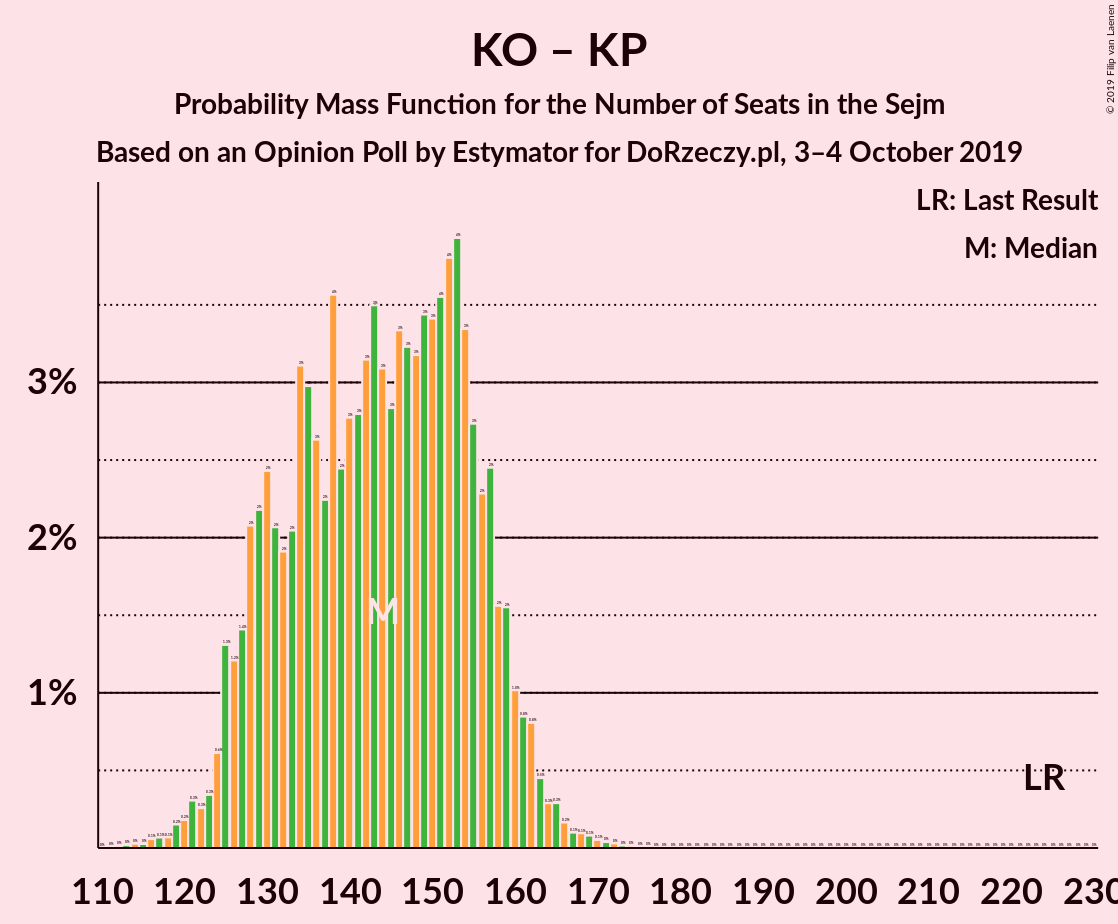 KO – KP
Probability Mass Function for the Number of Seats in the Sejm
Based on an Opinion Poll by Estymator for DoRzeczy.pl, 3–4 October 2019
© 2019 Filip van Laenen
LR: Last Result
M: Median
3%
2%
1%
M
LR
110 120 130 140 150 160 170 180 190 200 210 220 230